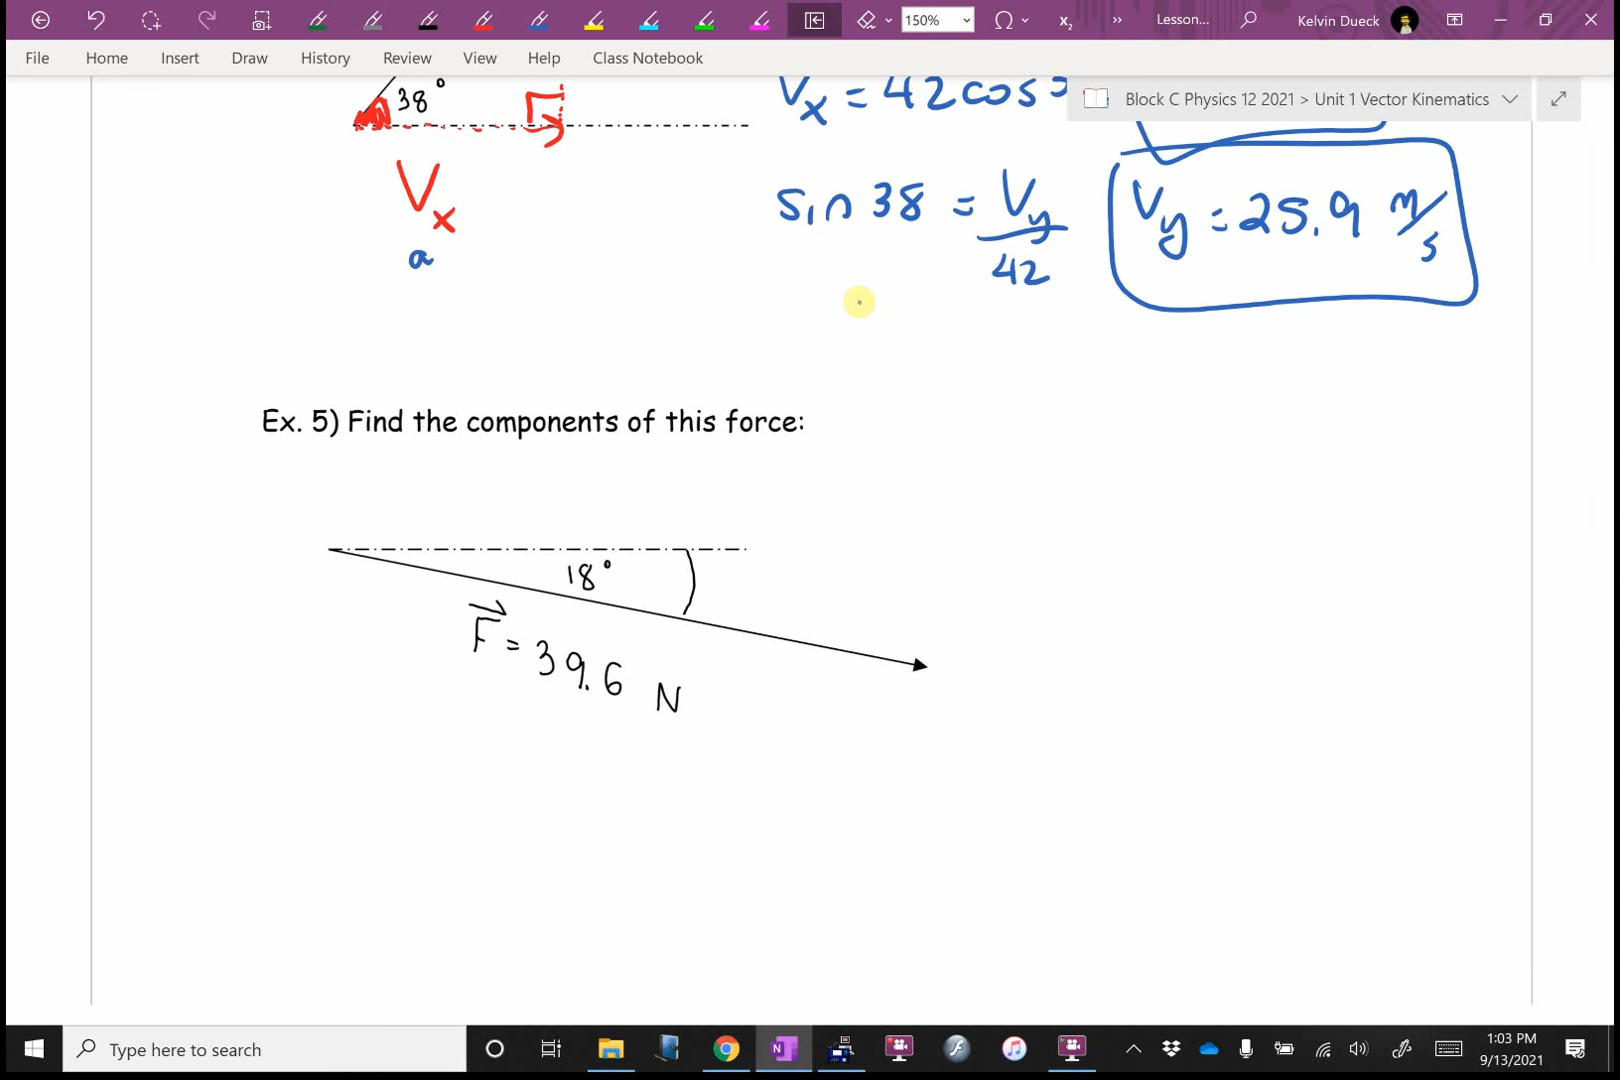 150%
Lesson...
Kelvin Dueck
File Home Insert Draw History Review View Help Class Notebook
Block C Physics 12 2021 > Unit 1 Vector Kinematics
38°
Vx = 42cos
Vx
a
sin 38 = Vy/42
Vy = 25.9 m/s
Ex. 5) Find the components of this force:
18°
F = 39.6 N
Type here to search
1:03 PM
9/13/2021